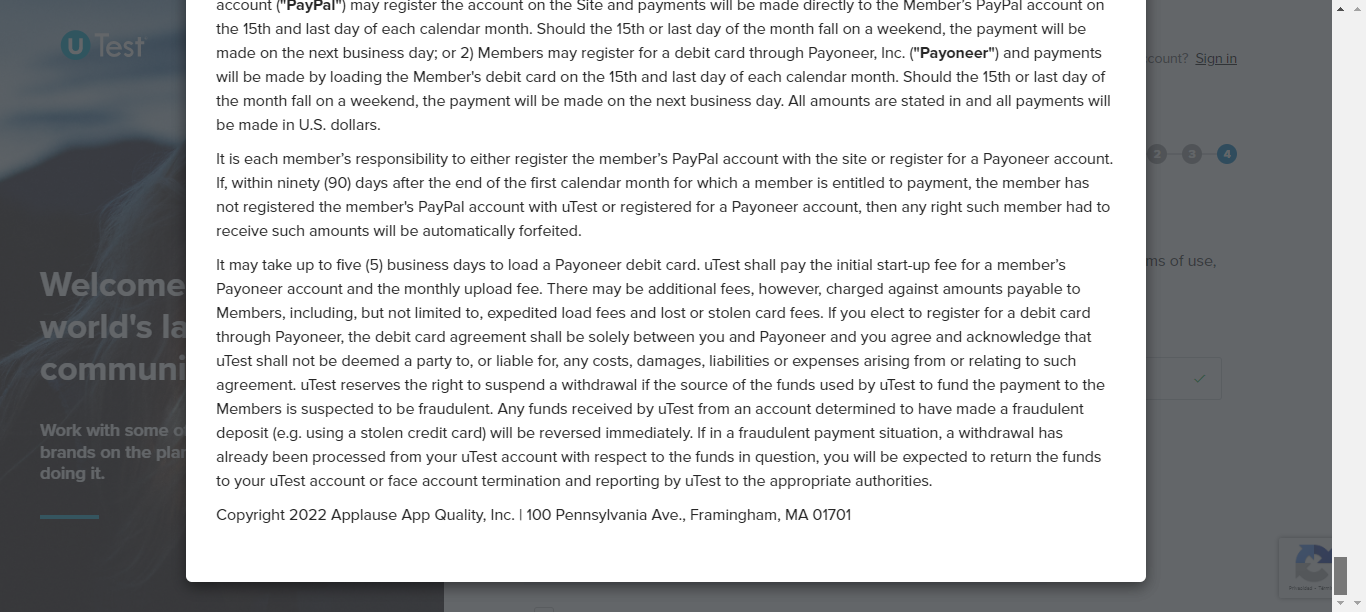 account ("PayPal") may register the account on the Site and payments will be made directly to the Member’s PayPal account on
the 15th and last day of each calendar month. Should the 15th or last day of the month fall on a weekend, the payment will be
made on the next business day; or 2) Members may register for a debit card through Payoneer, Inc. ("Payoneer") and payments
will be made by loading the Member's debit card on the 15th and last day of each calendar month. Should the 15th or last day of
the month fall on a weekend, the payment will be made on the next business day. All amounts are stated in and all payments will
be made in U.S. dollars.
It is each member’s responsibility to either register the member’s PayPal account with the site or register for a Payoneer account.
If, within ninety (90) days after the end of the first calendar month for which a member is entitled to payment, the member has
not registered the member's PayPal account with uTest or registered for a Payoneer account, then any right such member had to
receive such amounts will be automatically forfeited.
It may take up to five (5) business days to load a Payoneer debit card. uTest shall pay the initial start-up fee for a member’s
Payoneer account and the monthly upload fee. There may be additional fees, however, charged against amounts payable to
Members, including, but not limited to, expedited load fees and lost or stolen card fees. If you elect to register for a debit card
through Payoneer, the debit card agreement shall be solely between you and Payoneer and you agree and acknowledge that
uTest shall not be deemed a party to, or liable for, any costs, damages, liabilities or expenses arising from or relating to such
agreement. uTest reserves the right to suspend a withdrawal if the source of the funds used by uTest to fund the payment to the
Members is suspected to be fraudulent. Any funds received by uTest from an account determined to have made a fraudulent
deposit (e.g. using a stolen credit card) will be reversed immediately. If in a fraudulent payment situation, a withdrawal has
already been processed from your uTest account with respect to the funds in question, you will be expected to return the funds
to your uTest account or face account termination and reporting by uTest to the appropriate authorities.
Copyright 2022 Applause App Quality, Inc. | 100 Pennsylvania Ave., Framingham, MA 01701
U Test
Welcome
world's la
communi
Work with some of
brands on the plan
doing it.
count? Sign in
2 3 4
ms of use,